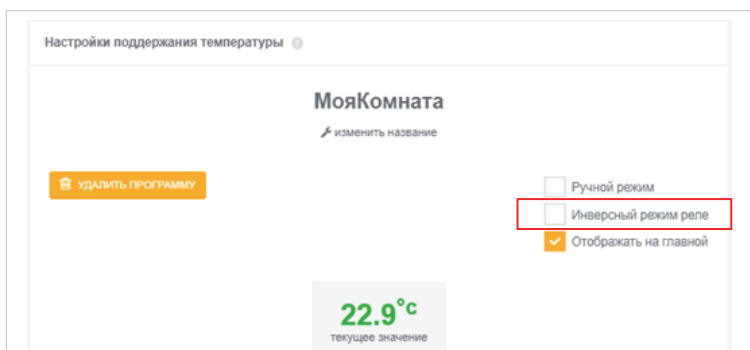 Настройки поддержания температуры
МояКомната
изменить название
УДАЛИТЬ ПРОГРАММУ
Ручной режим
Инверсный режим реле
Отображать на главной
22.9°c
текущее значение